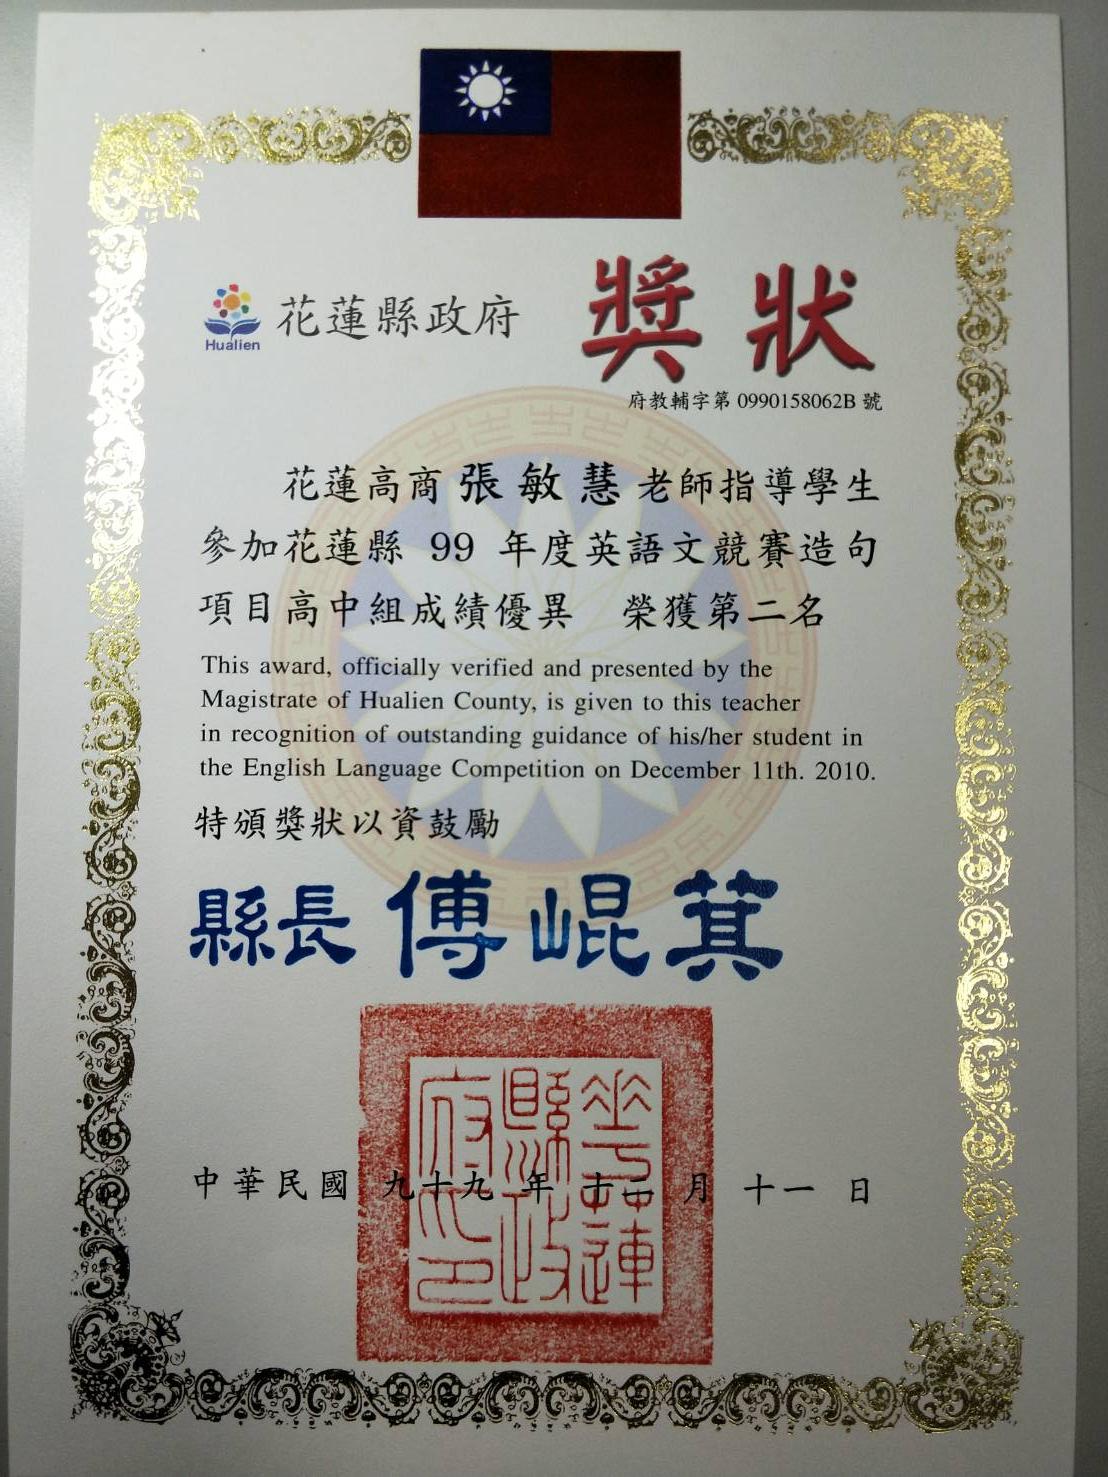 花蓮縣政府 獎狀
Hualien
府教輔字第 0990158062B 號
花蓮高商 張敏慧 老師指導學生
參加花蓮縣 99 年度英語文競賽造句
項目高中組成績優異 榮獲第二名
This award, officially verified and presented by the
Magistrate of Hualien County, is given to this teacher
in recognition of outstanding guidance of his/her student in
the English Language Competition on December 11th. 2010.
特頒獎狀以資鼓勵
縣長 傅崐萁
中華民國 九十九 年 十二 月 十一 日
花蓮縣政府印